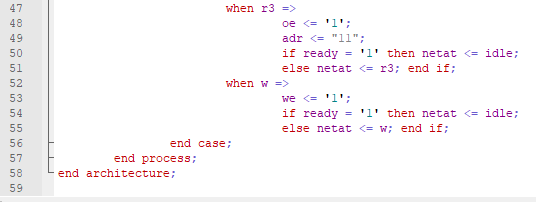 47 when r3 =>
48 oe <= '1';
49 adr <= "11";
50 if ready = '1' then netat <= idle;
51 else netat <= r3; end if;
52 when w =>
53 we <= '1';
54 if ready = '1' then netat <= idle;
55 else netat <= w; end if;
56 end case;
57 end process;
58 end architecture;
59